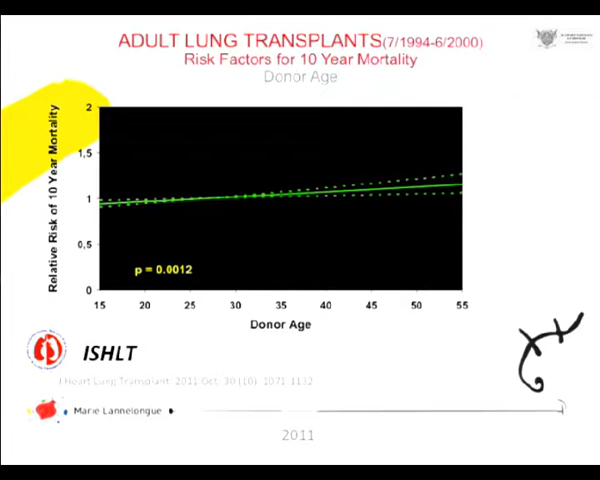 ADULT LUNG TRANSPLANTS(7/1994-6/2000)
Risk Factors for 10 Year Mortality
Donor Age
Relative Risk of 10 Year Mortality
2
1,5
1
0,5
0
p = 0.0012
15 20 25 30 35 40 45 50 55
Donor Age
ISHLT
J Heart Lung Transplant. 2011 Oct; 30 (10): 1071-1132
Marie Lannelongue
2011